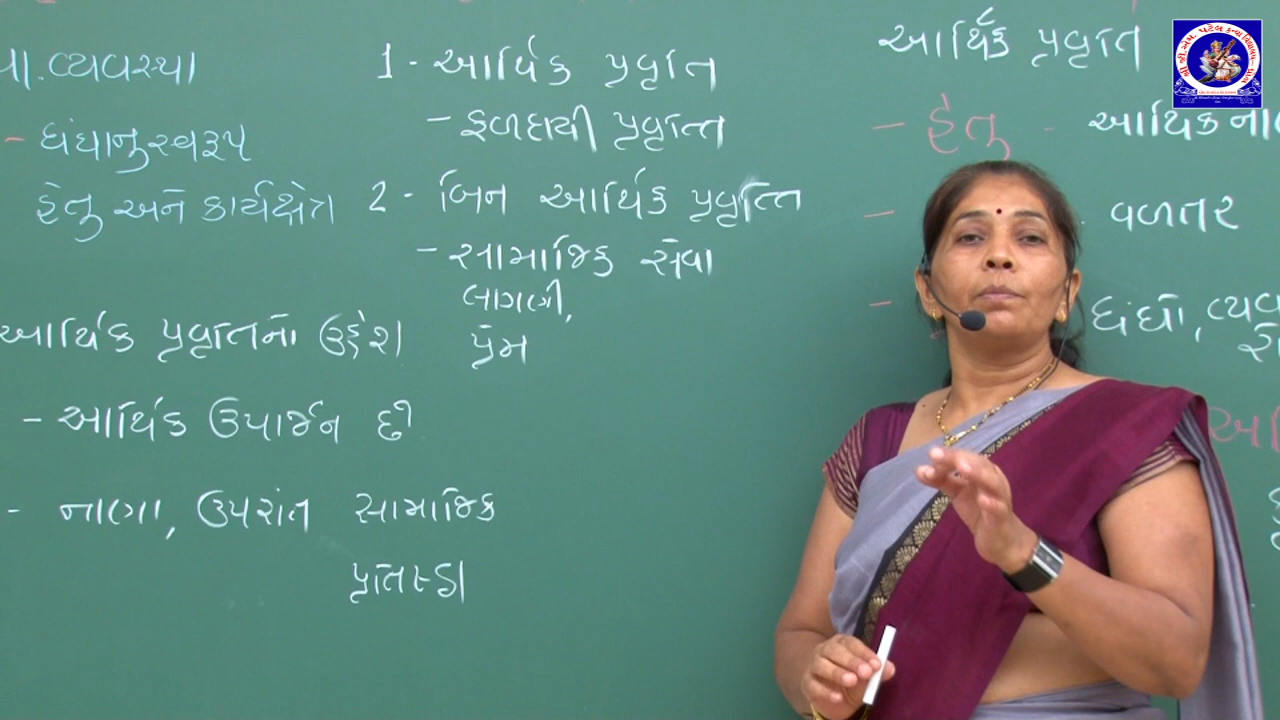 વા.વ્યવસ્થા
- ધંધાનુ સ્વરૂપ
હેતુ અને કાર્યક્ષેત્ર
આર્થિક પ્રવૃતિનો ઉદ્દેશ
- આર્થિક ઉપાર્જન
- નાણા, ઉપરાંત સામાજિક
પ્રતિષ્ઠા
1 - આર્થિક પ્રવૃતિ
- ફળદાયી પ્રવૃત્તિ
2 - બિન આર્થિક પ્રવૃત્તિ
- સામાજિક સેવા
લાગણી,
પ્રેમ
આર્થિક પ્રવૃતિ
- હેતુ - આર્થિક
- વળતર
- ધંધો,